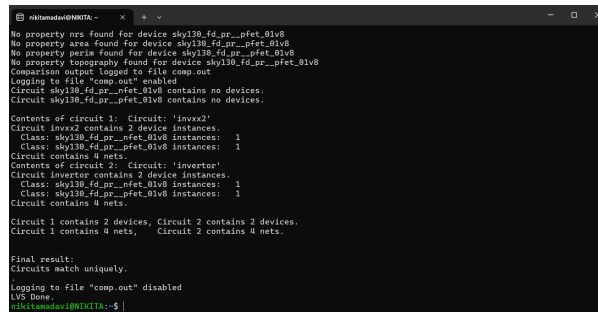 nikitamadavi@NIKITA: ~
No property nrs found for device sky130_fd_pr__pfet_01v8
No property area found for device sky130_fd_pr__pfet_01v8
No property perim found for device sky130_fd_pr__pfet_01v8
No property topography found for device sky130_fd_pr__pfet_01v8
Comparison output logged to file comp.out
Logging to file "comp.out" enabled
Circuit sky130_fd_pr__nfet_01v8 contains no devices.
Circuit sky130_fd_pr__pfet_01v8 contains no devices.
Contents of circuit 1:  Circuit: 'invxx2'
Circuit invxx2 contains 2 device instances.
  Class: sky130_fd_pr__nfet_01v8 instances:   1
  Class: sky130_fd_pr__pfet_01v8 instances:   1
Circuit contains 4 nets.
Contents of circuit 2:  Circuit: 'invertor'
Circuit invertor contains 2 device instances.
  Class: sky130_fd_pr__nfet_01v8 instances:   1
  Class: sky130_fd_pr__pfet_01v8 instances:   1
Circuit contains 4 nets.
Circuit 1 contains 2 devices, Circuit 2 contains 2 devices.
Circuit 1 contains 4 nets,    Circuit 2 contains 4 nets.
Final result:
Circuits match uniquely.
.
Logging to file "comp.out" disabled
LVS Done.
nikitamadavi@NIKITA:~$